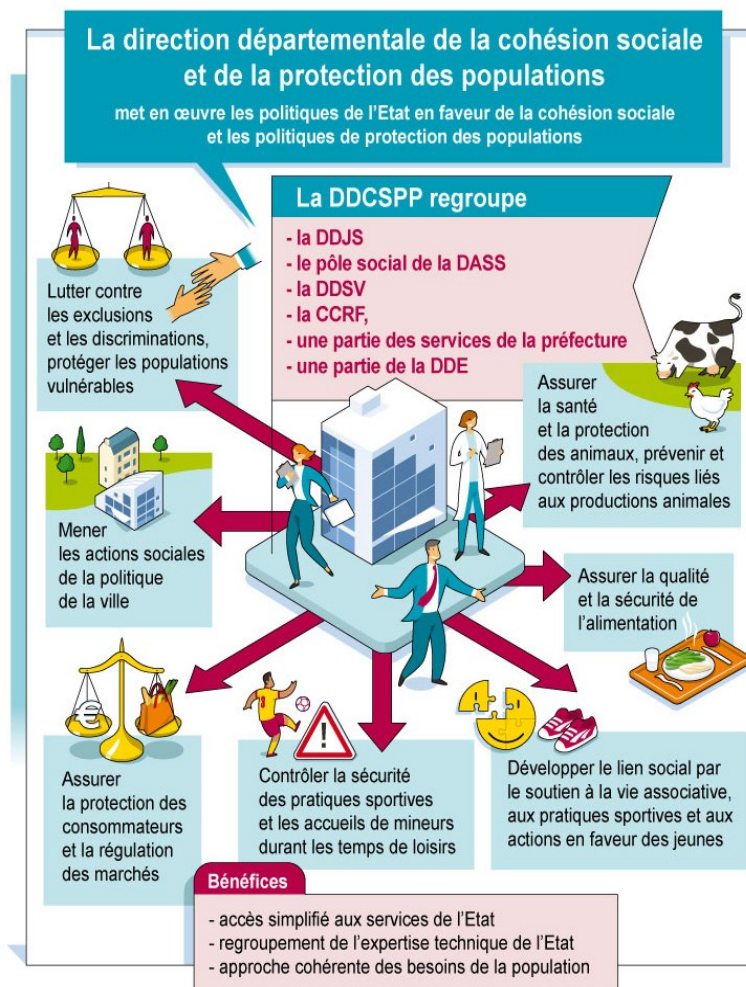 La direction départementale de la cohésion sociale
et de la protection des populations
met en œuvre les politiques de l'Etat en faveur de la cohésion sociale
et les politiques de protection des populations
La DDCSPP regroupe
- la DDJS
- le pôle social de la DASS
- la DDSV
- la CCRF,
- une partie des services de la préfecture
- une partie de la DDE
Lutter contre
les exclusions
et les discriminations,
protéger les populations
vulnérables
Assurer
la santé
et la protection
des animaux, prévenir et
contrôler les risques liés
aux productions animales
Mener
les actions sociales
de la politique
de la ville
Assurer la qualité
et la sécurité de
l'alimentation
€
Assurer
la protection des
consommateurs
et la régulation
des marchés
8
!
Contrôler la sécurité
des pratiques sportives
et les accueils de mineurs
durant les temps de loisirs
Développer le lien social par
le soutien à la vie associative,
aux pratiques sportives et aux
actions en faveur des jeunes
Bénéfices
- accès simplifié aux services de l'Etat
- regroupement de l'expertise technique de l'Etat
- approche cohérente des besoins de la population